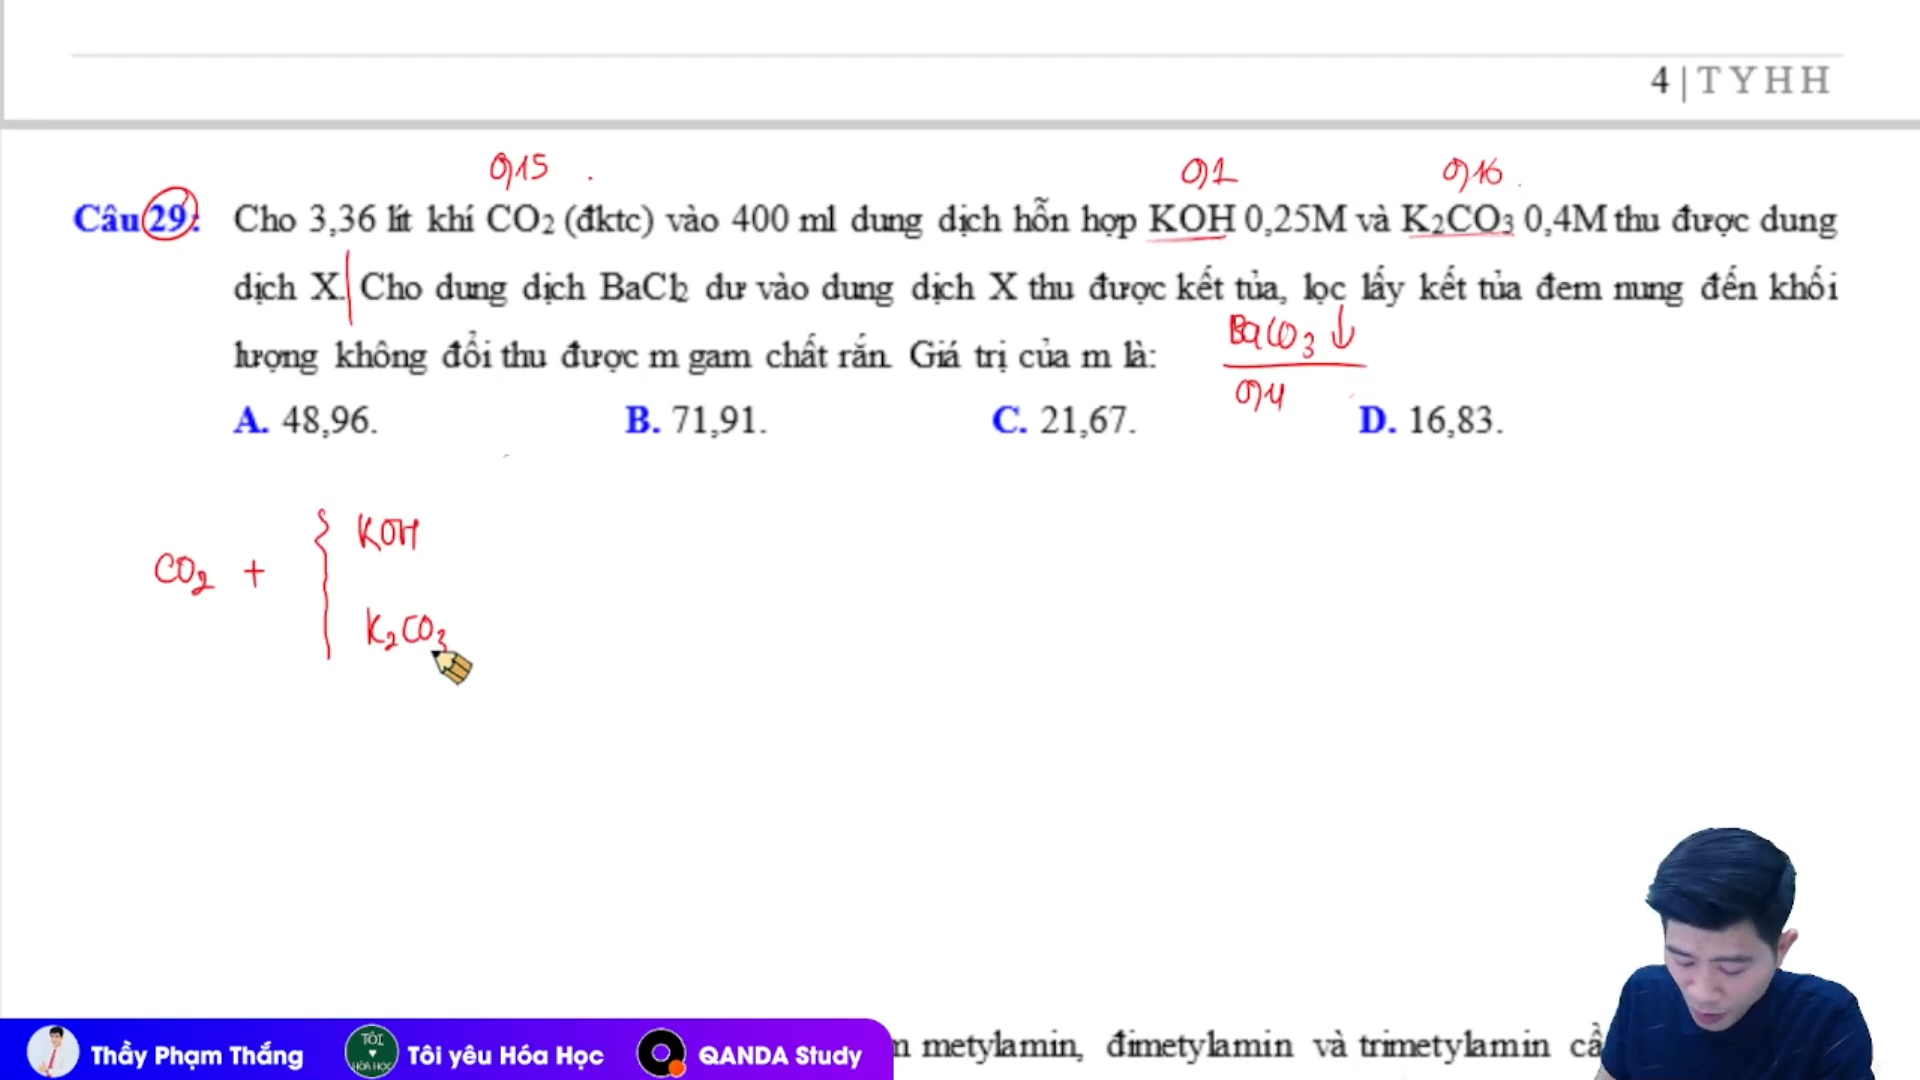 4 | T Y H H
0,15 0,1 0,16
Câu 29: Cho 3,36 lít khí CO2 (đktc) vào 400 ml dung dịch hỗn hợp KOH 0,25M và K2CO3 0,4M thu được dung
dịch X. Cho dung dịch BaCl2 dư vào dung dịch X thu được kết tủa, lọc lấy kết tủa đem nung đến khối
lượng không đổi thu được m gam chất rắn. Giá trị của m là:
BaCO3 ↓
0,4
A. 48,96. B. 71,91. C. 21,67. D. 16,83.
CO2 + { KOH
K2CO3
Thầy Phạm Thắng TÔI ♥ HÓA HỌC Tôi yêu Hóa Học QANDA Study metylamin, đimetylamin và trimetylamin